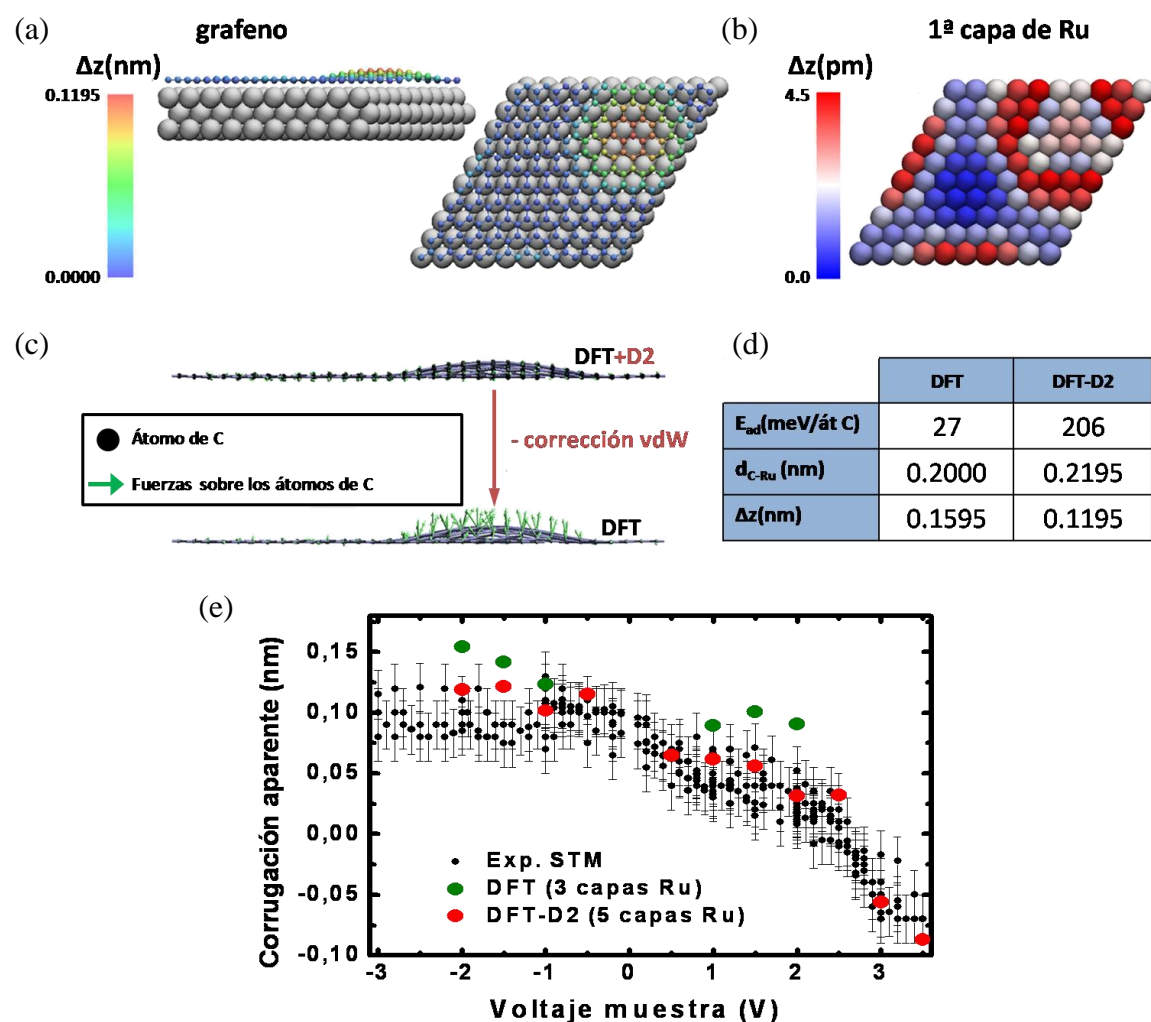 (a)
grafeno
Δz(nm)
0.1195
0.0000
(b)
1ª capa de Ru
Δz(pm)
4.5
0.0
(c)
DFT+D2
- corrección vdW
Átomo de C
Fuerzas sobre los átomos de C
DFT
(d)
DFT DFT-D2
Ead(meV/át C) 27 206
dC-Ru (nm) 0.2000 0.2195
Δz(nm) 0.1595 0.1195
(e)
Corrugación aparente (nm)
0,15
0,10
0,05
0,00
-0,05
-0,10
Exp. STM
DFT (3 capas Ru)
DFT-D2 (5 capas Ru)
-3 -2 -1 0 1 2 3
Voltaje muestra (V)